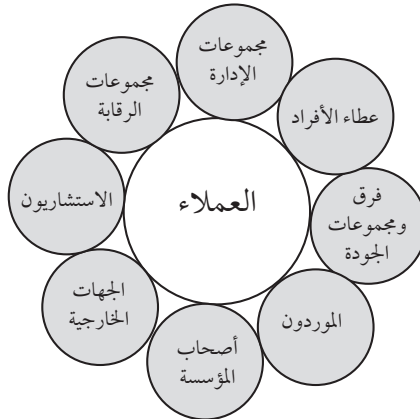 مجموعات
الإدارة
عطاء الأفراد
فرق
ومجموعات
الجودة
الموردون
أصحاب
المؤسسة
الجهات
الخارجية
الاستشاريون
مجموعات
الرقابة
العملاء